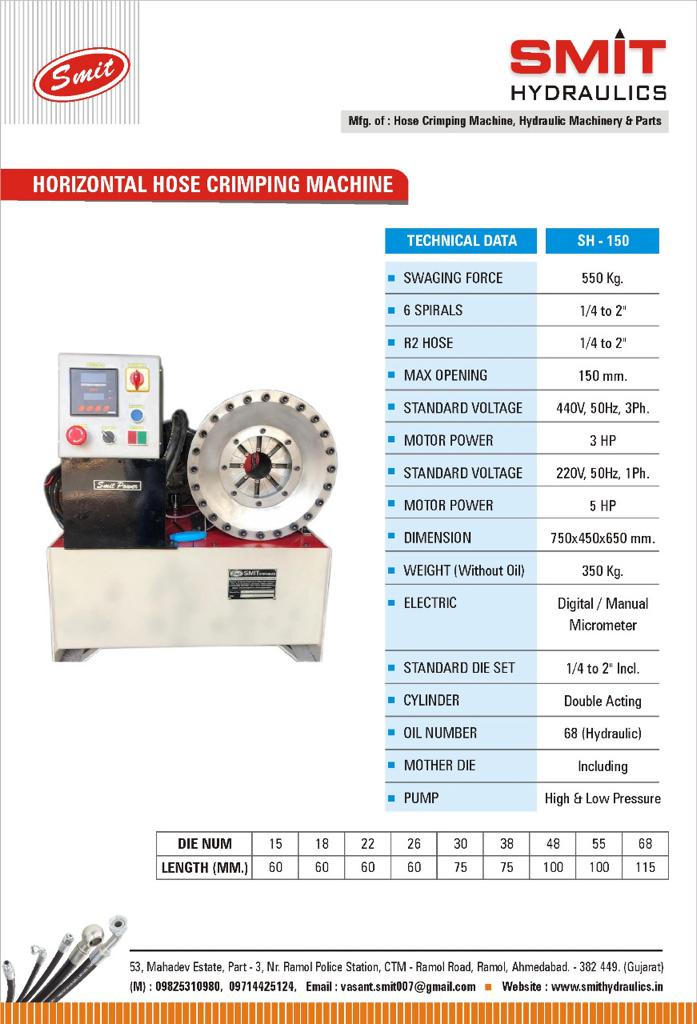 Smit
SMIT
HYDRAULICS
Mfg. of : Hose Crimping Machine, Hydraulic Machinery & Parts
HORIZONTAL HOSE CRIMPING MACHINE
TECHNICAL DATA SH - 150
SWAGING FORCE 550 Kg.
6 SPIRALS 1/4 to 2"
R2 HOSE 1/4 to 2"
MAX OPENING 150 mm.
STANDARD VOLTAGE 440V, 50Hz, 3Ph.
MOTOR POWER 3 HP
STANDARD VOLTAGE 220V, 50Hz, 1Ph.
MOTOR POWER 5 HP
DIMENSION 750x450x650 mm.
WEIGHT (Without Oil) 350 Kg.
ELECTRIC Digital / Manual
Micrometer
STANDARD DIE SET 1/4 to 2" Incl.
CYLINDER Double Acting
OIL NUMBER 68 (Hydraulic)
MOTHER DIE Including
PUMP High & Low Pressure
Smit Power
SMIT
DIE NUM 15 18 22 26 30 38 48 55 68
LENGTH (MM.) 60 60 60 60 75 75 100 100 115
53, Mahadev Estate, Part - 3, Nr. Ramol Police Station, CTM - Ramol Road, Ramol, Ahmedabad. - 382 449. (Gujarat)
(M) : 09825310980, 09714425124, Email : vasant.smit007@gmail.com Website : www.smithydraulics.in